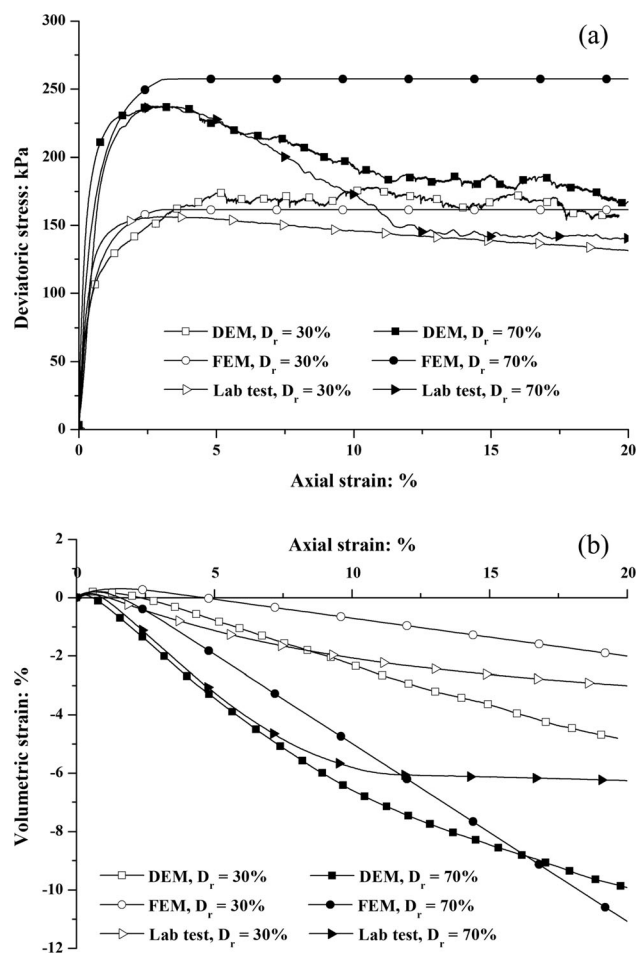 300
(a)
250
200
150
100
50
0
Deviatoric stress: kPa
DEM, Dr = 30%
DEM, Dr = 70%
FEM, Dr = 30%
FEM, Dr = 70%
Lab test, Dr = 30%
Lab test, Dr = 70%
0 5 10 15 20
Axial strain: %
Axial strain: %
(b)
2
0
-2
-4
-6
-8
-10
-12
5 10 15 20
Volumetric strain: %
DEM, Dr = 30%
DEM, Dr = 70%
FEM, Dr = 30%
FEM, Dr = 70%
Lab test, Dr = 30%
Lab test, Dr = 70%